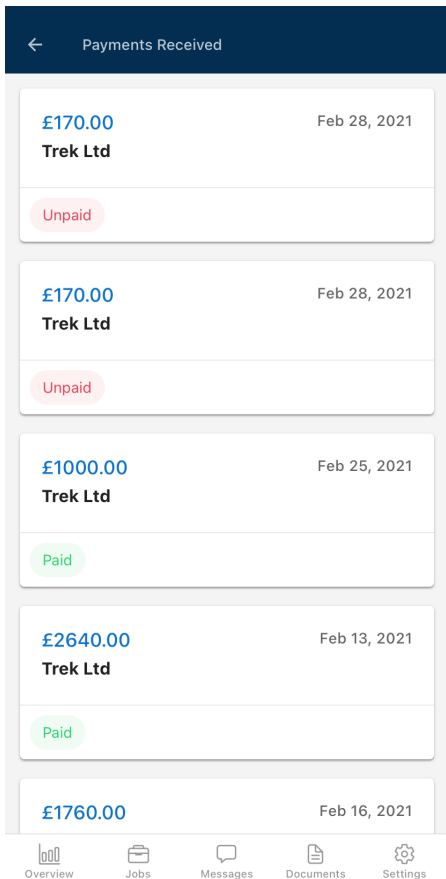 Payments Received
£170.00 Feb 28, 2021
Trek Ltd
Unpaid
£170.00 Feb 28, 2021
Trek Ltd
Unpaid
£1000.00 Feb 25, 2021
Trek Ltd
Paid
£2640.00 Feb 13, 2021
Trek Ltd
Paid
£1760.00 Feb 16, 2021
Overview Jobs Messages Documents Settings